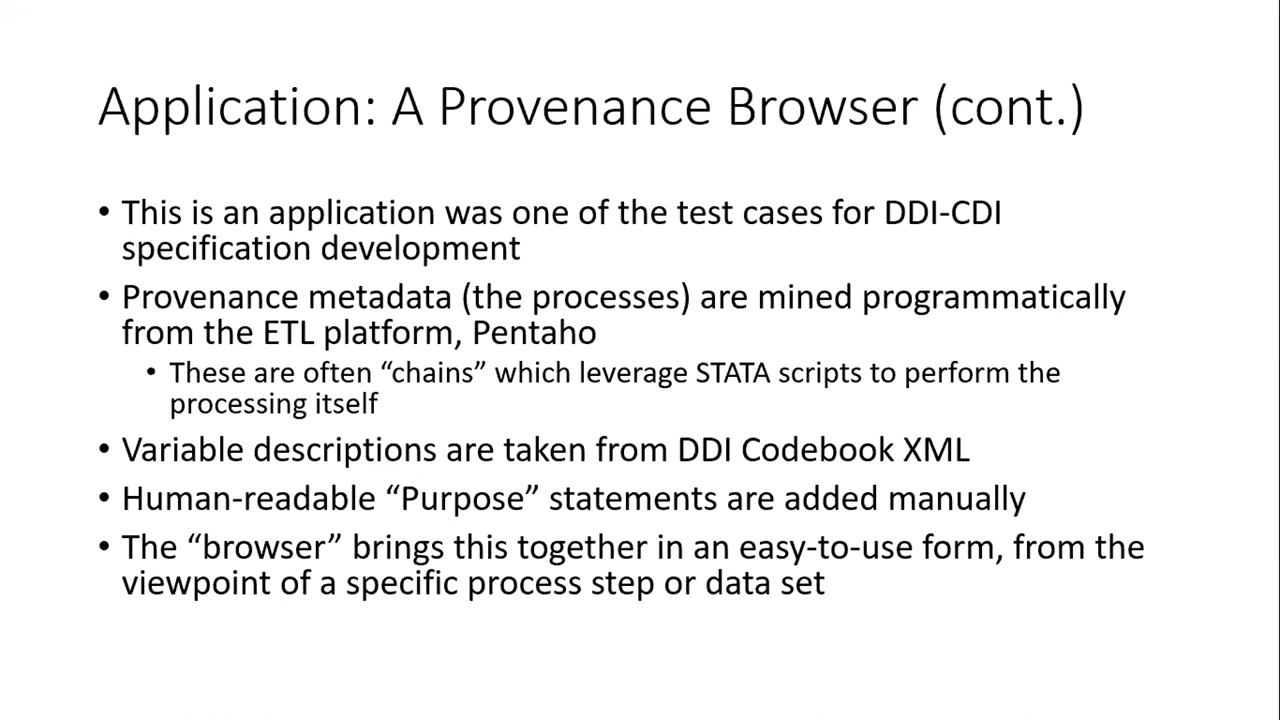 Application: A Provenance Browser (cont.)
• This is an application was one of the test cases for DDI-CDI
specification development
• Provenance metadata (the processes) are mined programmatically
from the ETL platform, Pentaho
• These are often “chains” which leverage STATA scripts to perform the
processing itself
• Variable descriptions are taken from DDI Codebook XML
• Human-readable “Purpose” statements are added manually
• The “browser” brings this together in an easy-to-use form, from the
viewpoint of a specific process step or data set